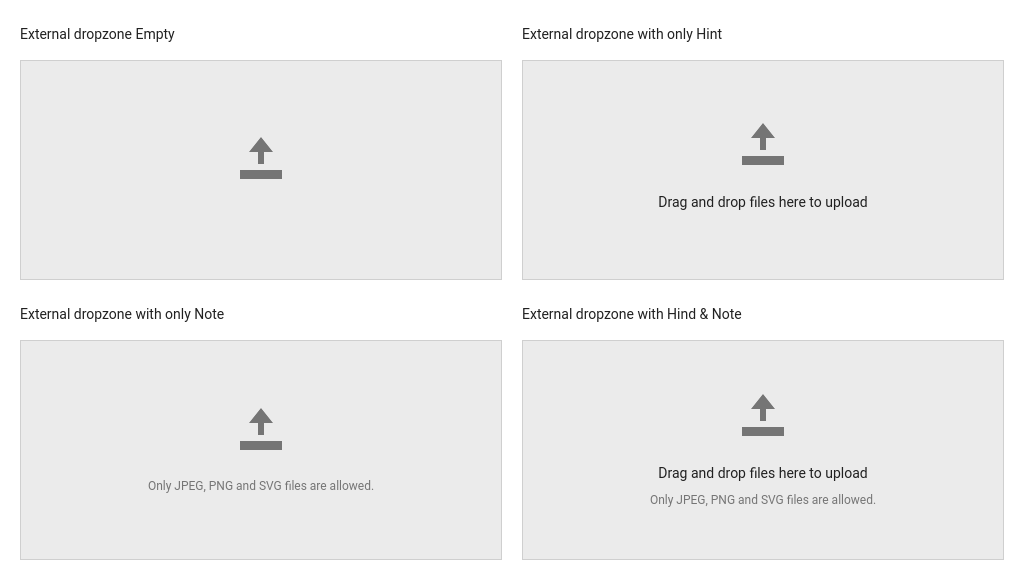 External dropzone Empty
External dropzone with only Hint
Drag and drop files here to upload
External dropzone with only Note
External dropzone with Hind & Note
Only JPEG, PNG and SVG files are allowed.
Drag and drop files here to upload
Only JPEG, PNG and SVG files are allowed.